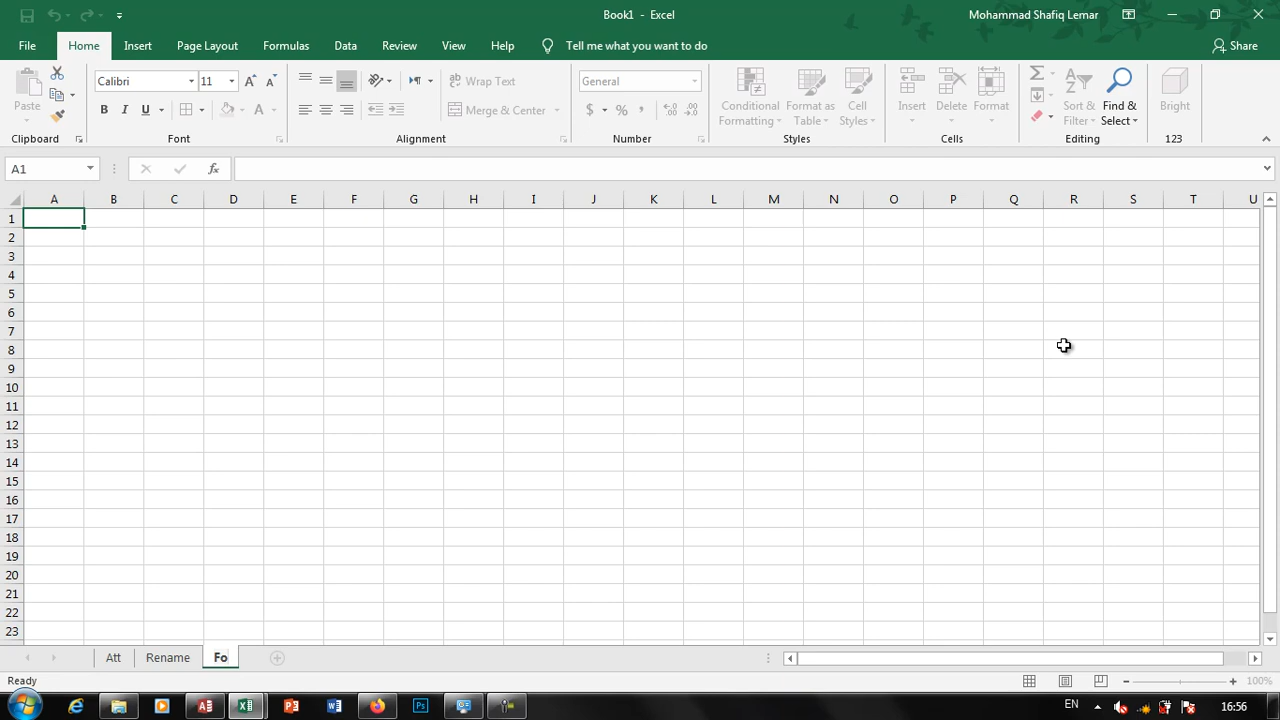 Book1 - Excel
Mohammad Shafiq Lemar
File Home Insert Page Layout Formulas Data Review View Help Tell me what you want to do Share
Paste
Calibri 11
Wrap Text
General
Conditional Formatting
Format as Table
Cell Styles
Insert Delete Format
Sort & Filter
Find & Select
Bright
B I U
Merge & Center
$ % , .0 .00 .00 .0
Clipboard Font Alignment Number Styles Cells Editing 123
A1 fx
A B C D E F G H I J K L M N O P Q R S T U
1
2
3
4
5
6
7
8
9
10
11
12
13
14
15
16
17
18
19
20
21
22
23
Att Rename Fo
Ready 100%
EN 16:56